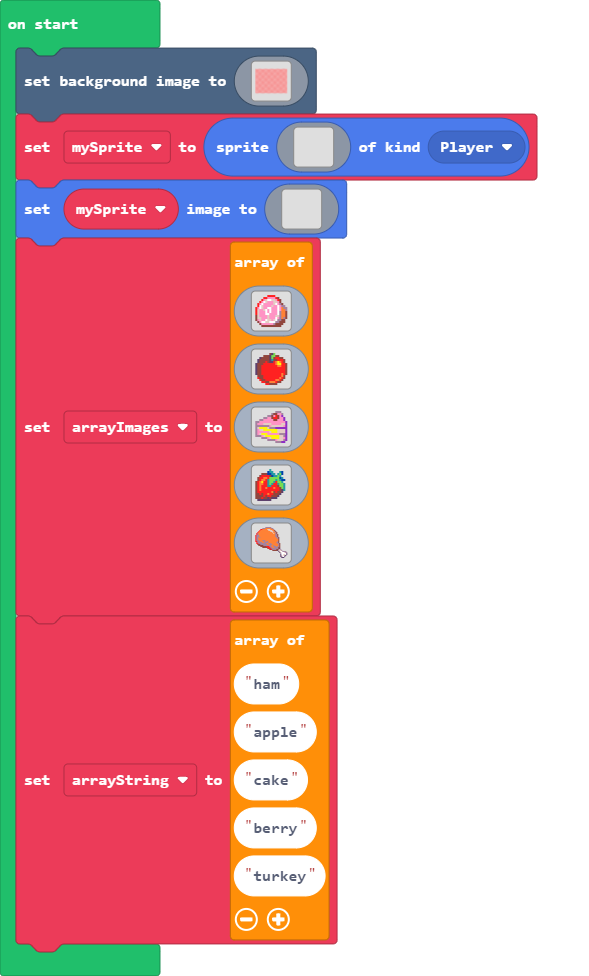 on start
set background image to
set mySprite to sprite of kind Player
set mySprite image to
array of
set arrayImages to
array of
"ham"
"apple"
set arrayString to "cake"
"berry"
"turkey"